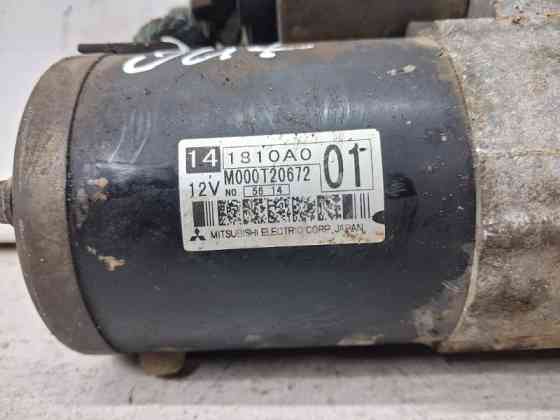 14 1810A0
12V M000T20672 01-
NO 56 14
MITSUBISHI ELECTRIC CORP. JAPAN